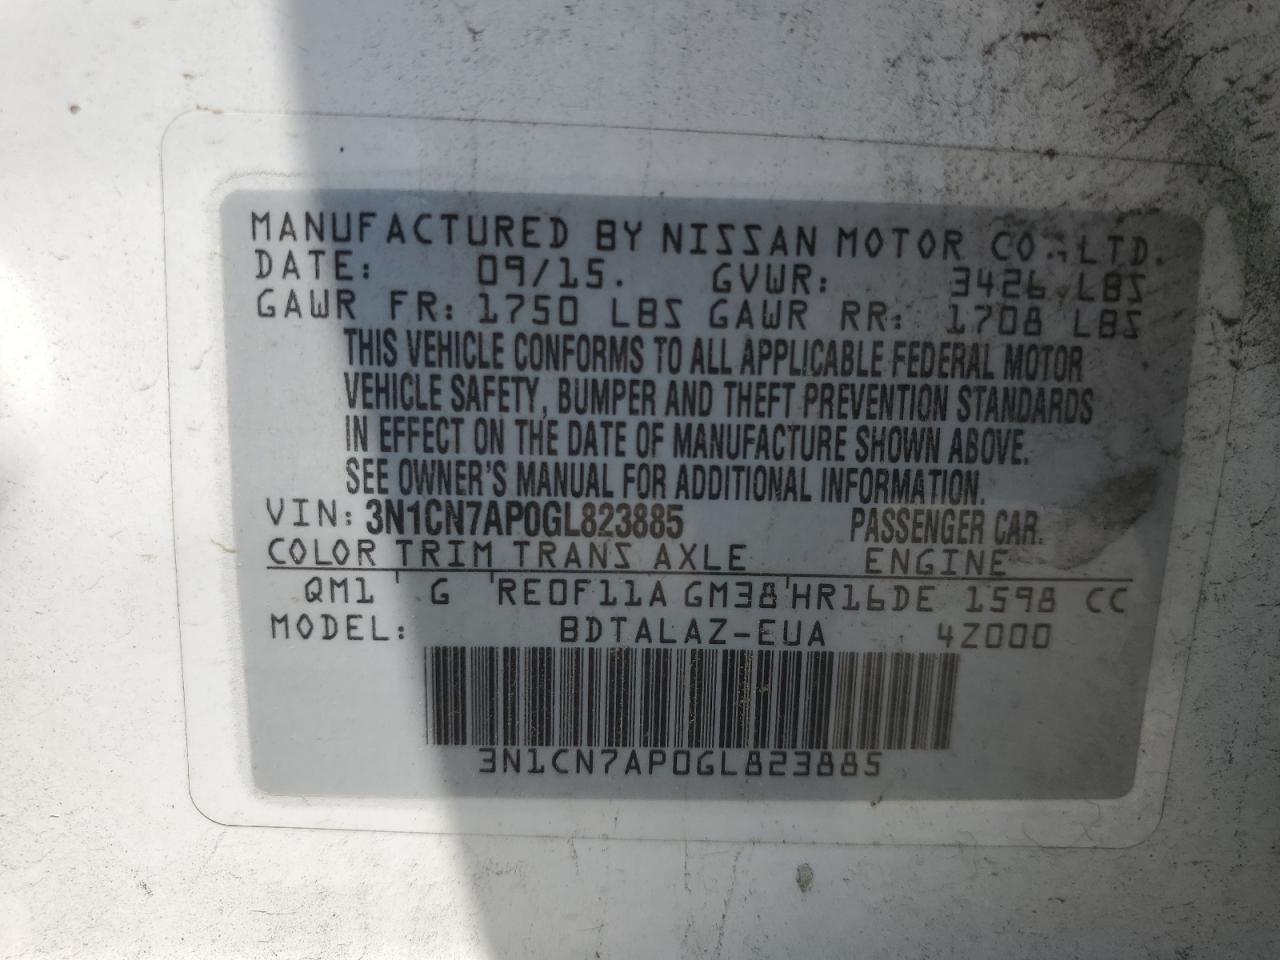 MANUFACTURED BY NISSAN MOTOR CO.,LTD.
DATE: 09/15. GVWR: 3426 LBS
GAWR FR: 1750 LBS GAWR RR: 1708 LBS
THIS VEHICLE CONFORMS TO ALL APPLICABLE FEDERAL MOTOR
VEHICLE SAFETY, BUMPER AND THEFT PREVENTION STANDARDS
IN EFFECT ON THE DATE OF MANUFACTURE SHOWN ABOVE.
SEE OWNER'S MANUAL FOR ADDITIONAL INFORMATION.
VIN: 3N1CN7AP0GL823885 PASSENGER CAR.
COLOR TRIM TRANS AXLE ENGINE
QM1 ' G 'RE0F11A GM38'HR16DE 1598 CC
MODEL: BDTALAZ-EUA 4Z000
3N1CN7AP0GL823885